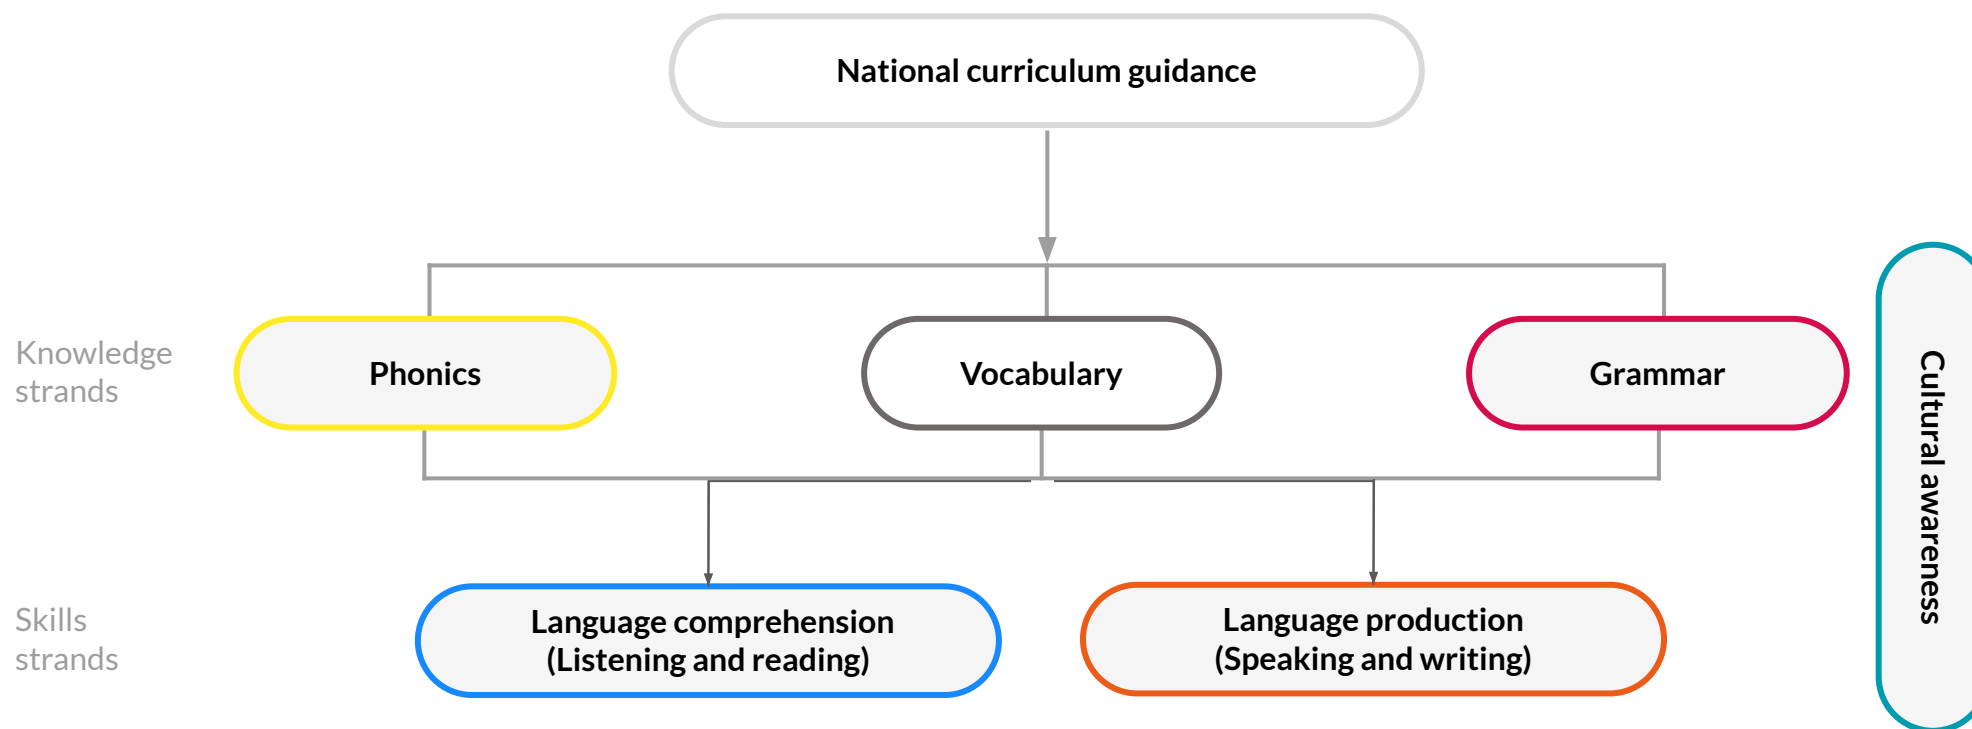 National curriculum guidance
Knowledge
strands
Phonics
Vocabulary
Grammar
Cultural awareness
Skills
strands
Language comprehension
(Listening and reading)
Language production
(Speaking and writing)